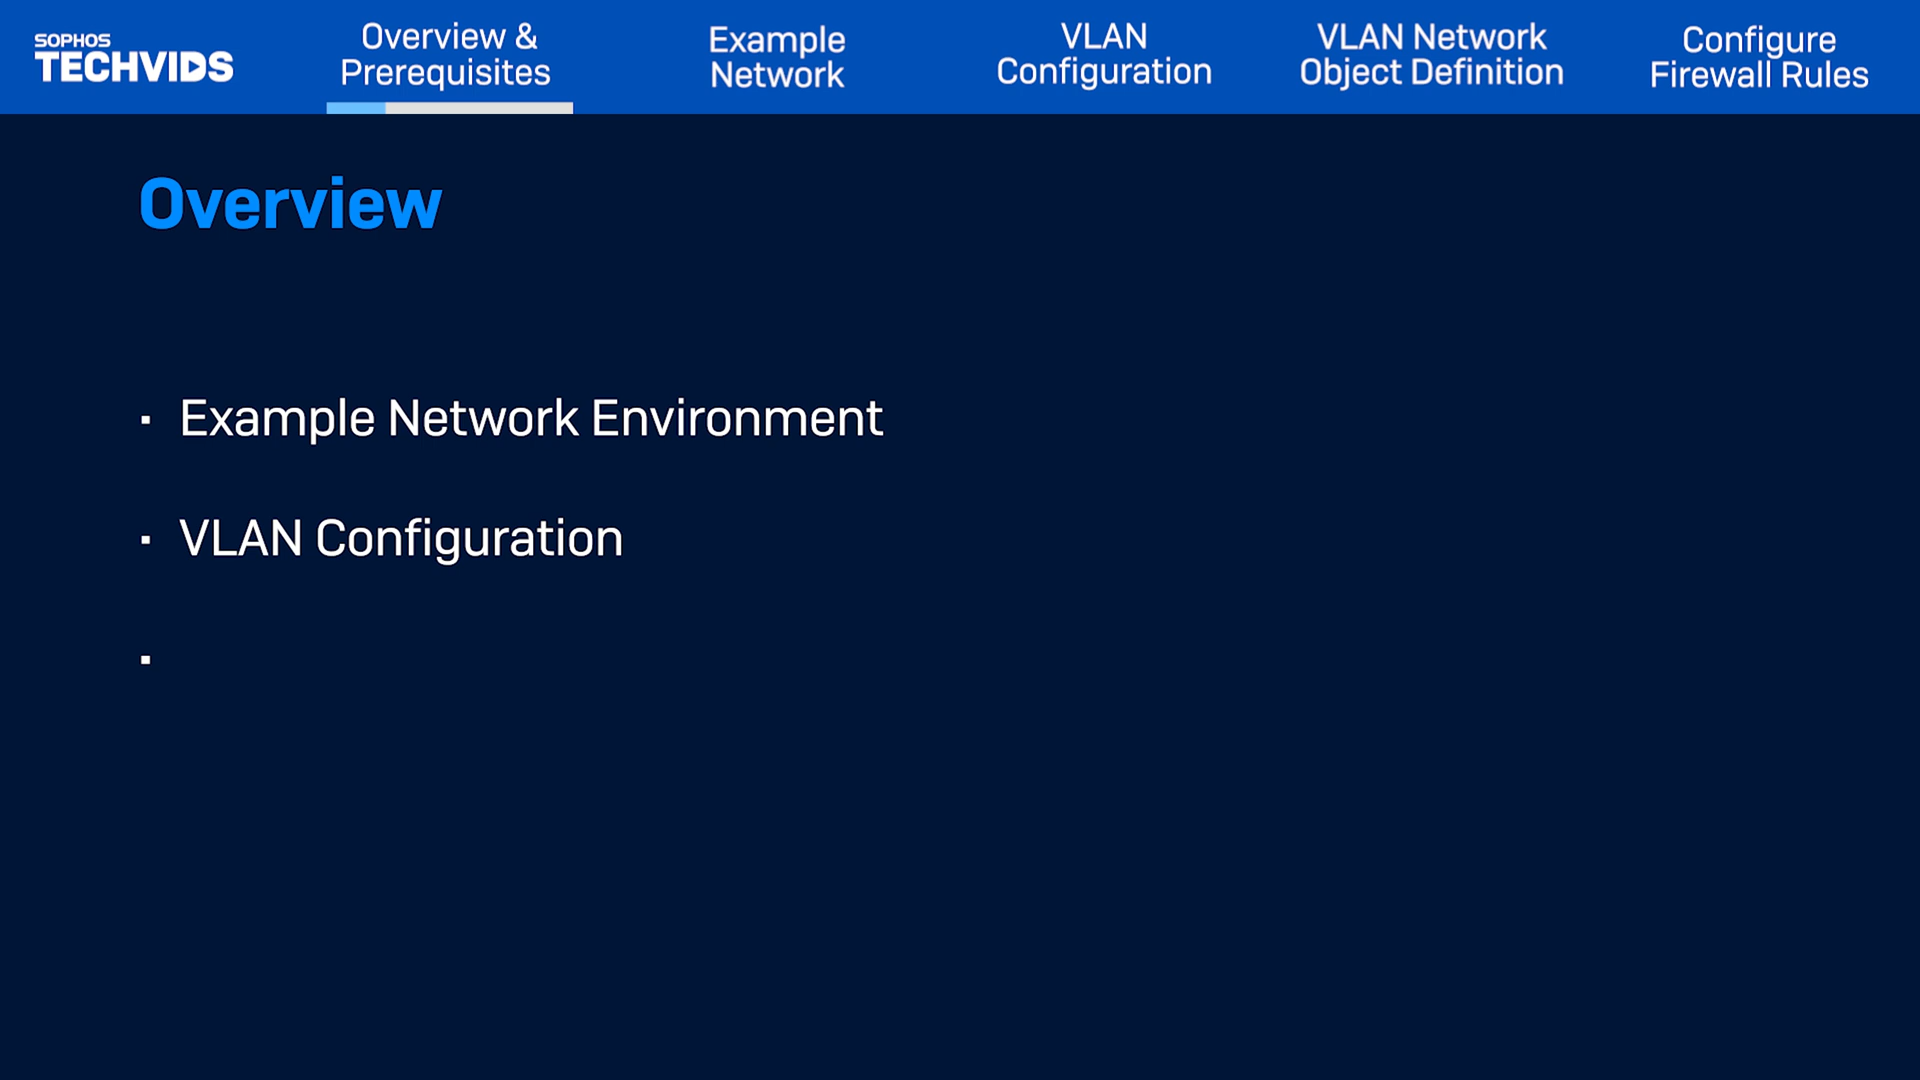 SOPHOS
TECHVIDS
Overview &
Prerequisites
Example
Network
VLAN
Configuration
VLAN Network
Object Definition
Configure
Firewall Rules
Overview
▪ Example Network Environment
▪ VLAN Configuration
▪